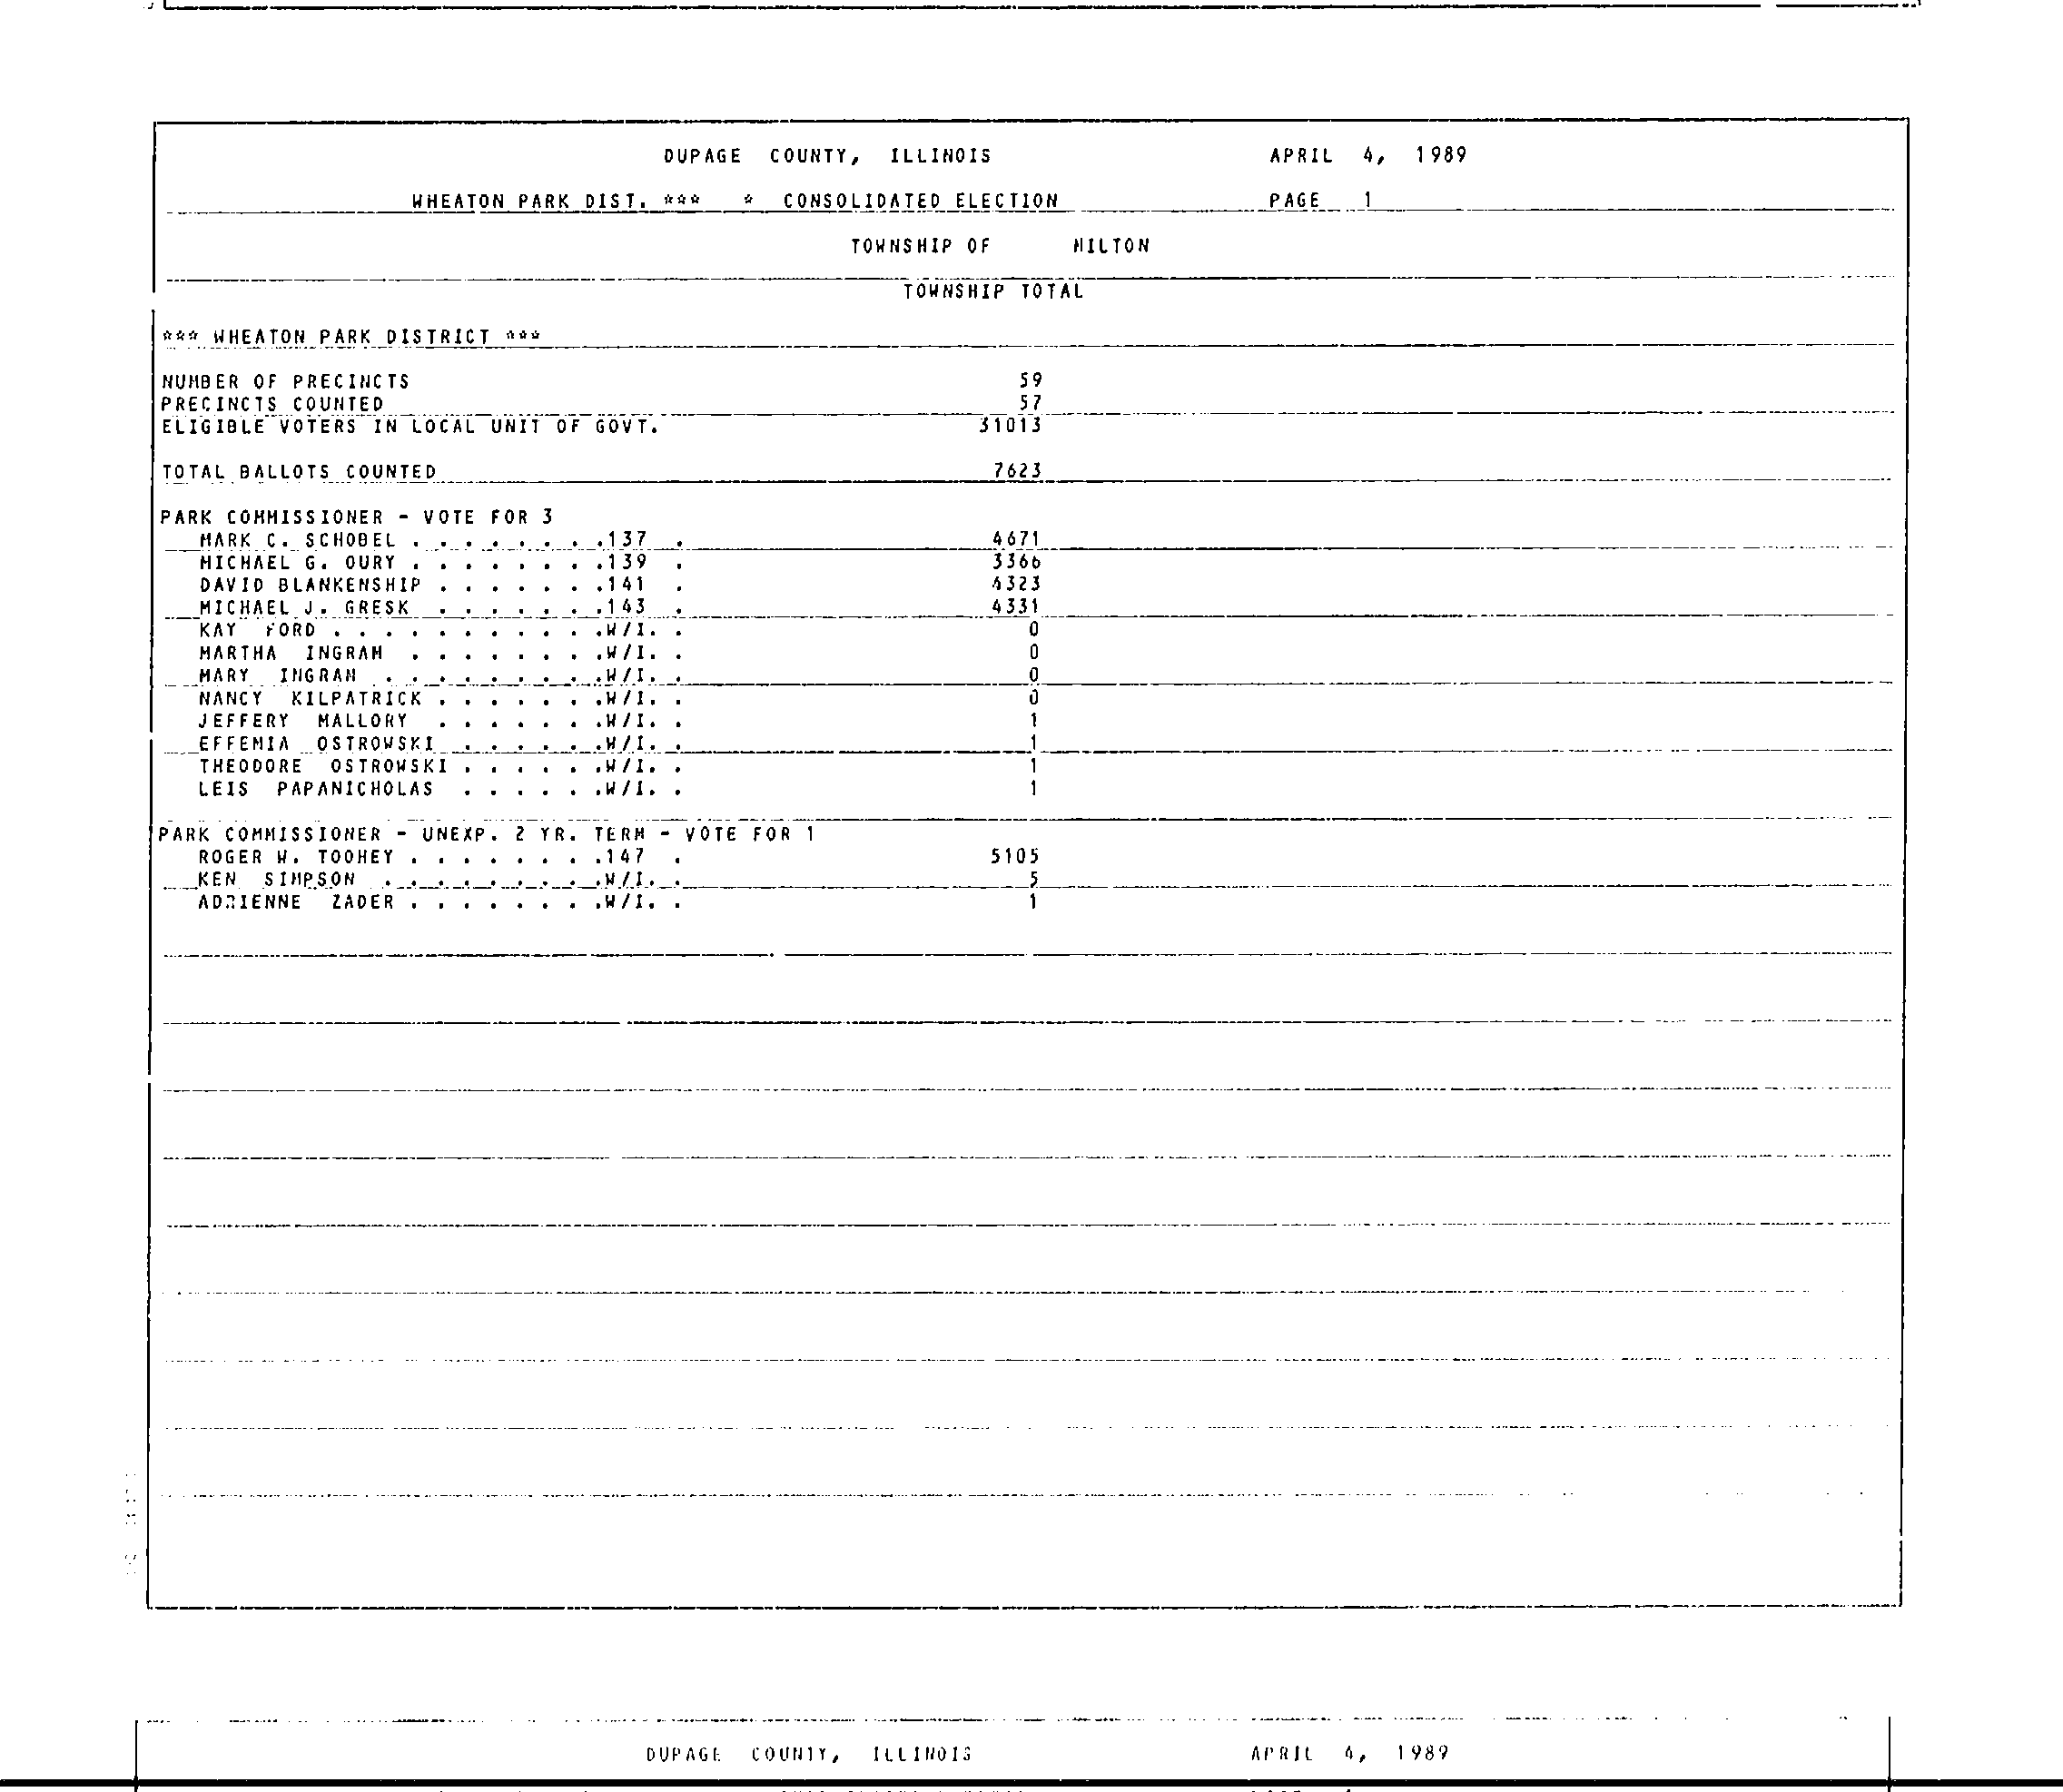 DUPAGE COUNTY, ILLINOIS APRIL 4, 1989
WHEATON PARK DIST. *** * CONSOLIDATED ELECTION PAGE 1
TOWNSHIP OF MILTON
TOWNSHIP TOTAL
*** WHEATON PARK DISTRICT ***
NUMBER OF PRECINCTS 59
PRECINCTS COUNTED 57
ELIGIBLE VOTERS IN LOCAL UNIT OF GOVT. 31013
TOTAL BALLOTS COUNTED 7623
PARK COMMISSIONER - VOTE FOR 3
MARK C. SCHOBEL . . . . . . . .137 . 4671
MICHAEL G. OURY . . . . . . . .139 . 3366
DAVID BLANKENSHIP . . . . . . .141 . 4323
MICHAEL J. GRESK . . . . . . .143 . 4331
KAY FORD . . . . . . . . . . .W/I. . 0
MARTHA INGRAM . . . . . . . .W/I. . 0
MARY INGRAM . . . . . . . . .W/I. . 0
NANCY KILPATRICK . . . . . . .W/I. . 0
JEFFERY MALLORY . . . . . . .W/I. . 1
EFFEMIA OSTROWSKI . . . . . .W/I. . 1
THEODORE OSTROWSKI . . . . . .W/I. . 1
LEIS PAPANICHOLAS . . . . . .W/I. . 1
PARK COMMISSIONER - UNEXP. 2 YR. TERM - VOTE FOR 1
ROGER W. TOOHEY . . . . . . . .147 . 5105
KEN SIMPSON . . . . . . . . .W/I. . 5
ADRIENNE ZADER . . . . . . . .W/I. . 1
DUPAGE COUNTY, ILLINOIS APRIL 4, 1989